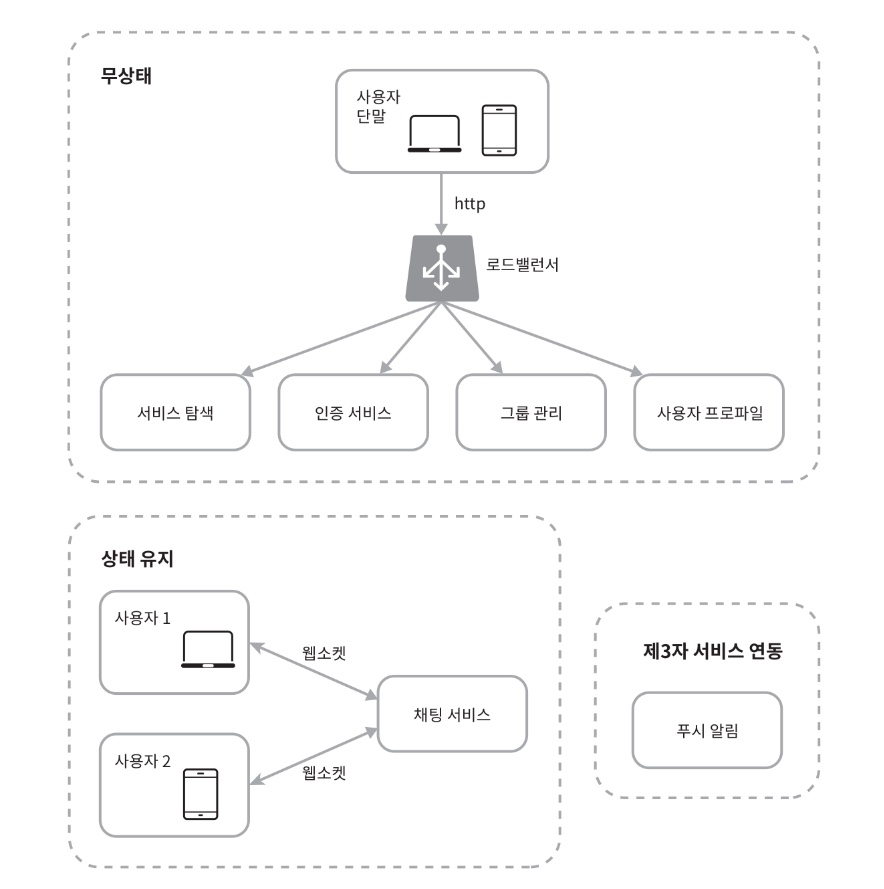 무상태
사용자
단말
http
로드밸런서
서비스 탐색
인증 서비스
그룹 관리
사용자 프로파일
상태 유지
사용자 1
웹소켓
채팅 서비스
사용자 2
웹소켓
제3자 서비스 연동
푸시 알림